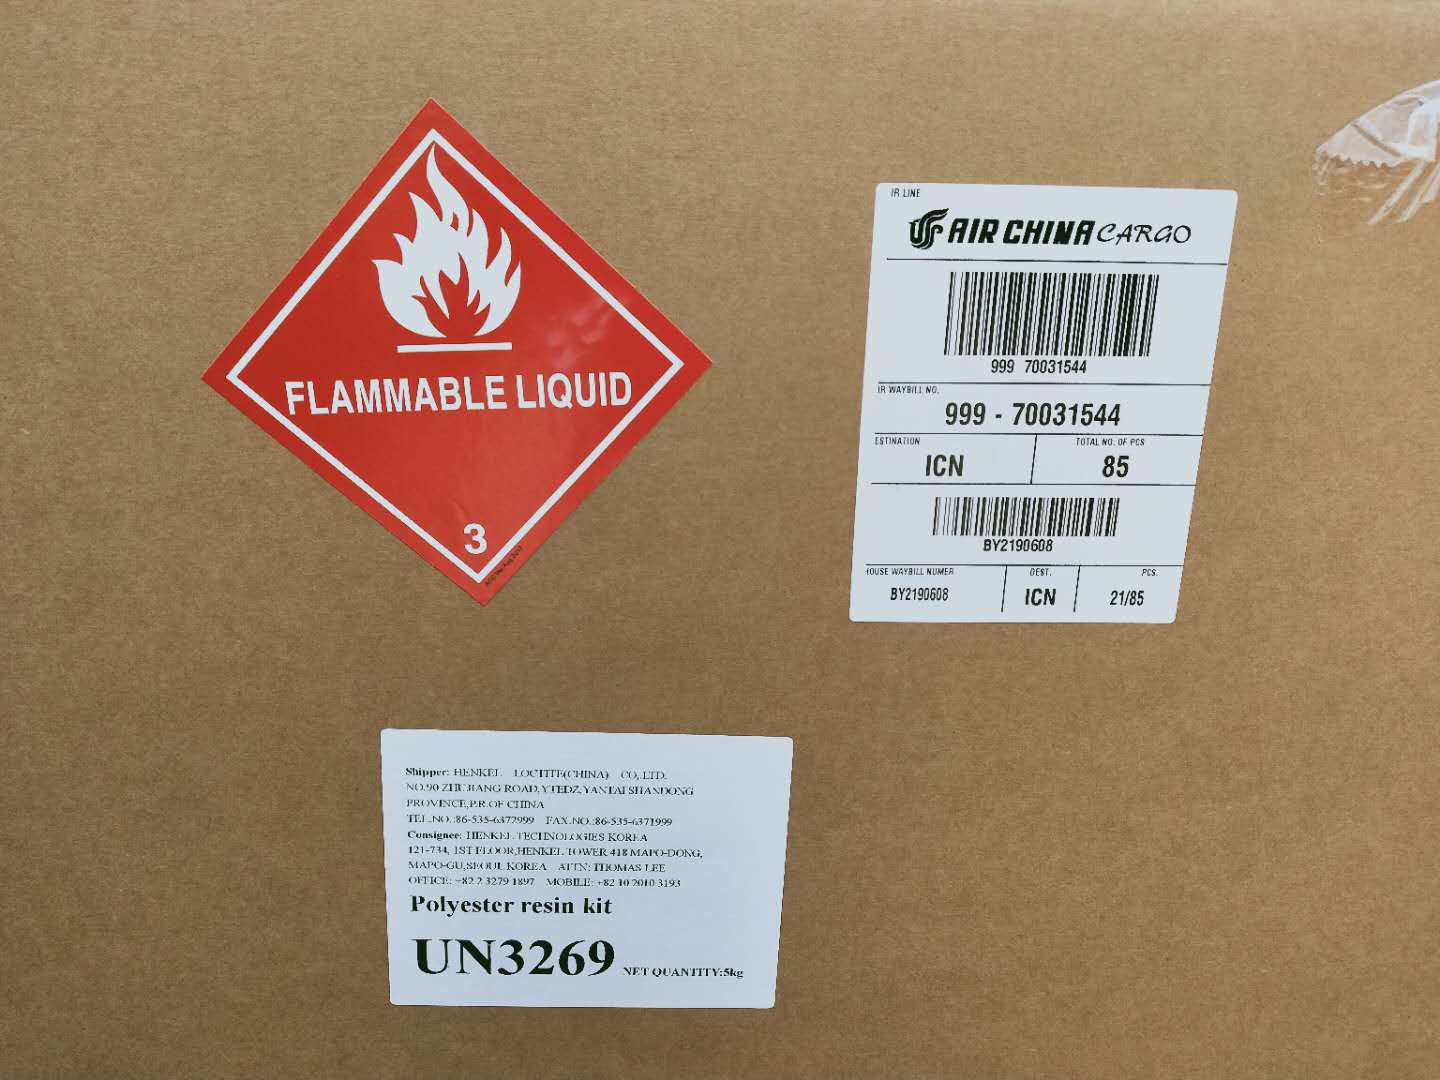 FLAMMABLE LIQUID
3
IR LINE
AIR CHINA CARGO
999 70031544
IR WAYBILL NO.
999 - 70031544
ESTINATION
TOTAL NO. OF PCS
ICN
85
BY2190608
OUSE WAYBILL NUMER
DEST.
PCS.
BY2190608
ICN
21/85
Shipper: HENKEL LOCTITE(CHINA) CO,.LTD.
NO.90 ZHUJIANG ROAD,YTEDZ,YANTAI SHANDONG
PROVINCE,P.R.OF CHINA
TEL.NO.:86-535-6372999 FAX.NO.:86-535-6371999
Consignee: HENKEL TECHNOLOGIES KOREA
121-734, 1ST FLOOR,HENKEL TOWER 418 MAPO-DONG,
MAPO-GU,SEOUL KOREA ATTN: THOMAS LEE
OFFICE: +82 2 3279 1897 MOBILE: +82 10 2010 3193
Polyester resin kit
UN3269 NET QUANTITY:5kg